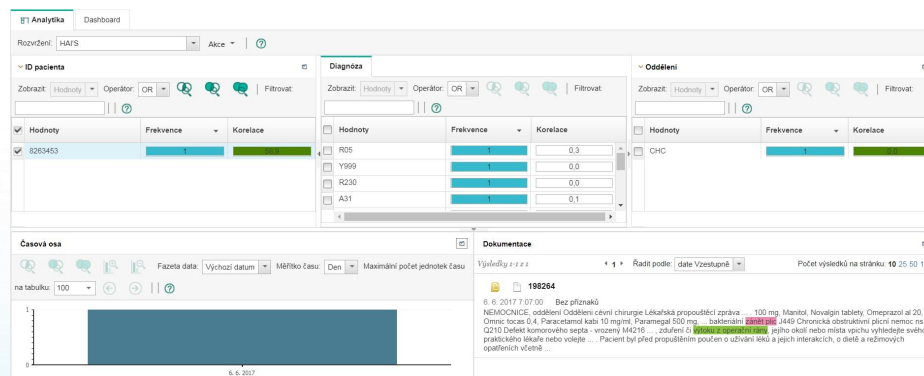 Analytika Dashboard
Rozvržení: HAI'S Akce
ID pacienta
Zobrazit: Hodnoty Operátor: OR Filtrovat:
Hodnoty Frekvence Korelace
8263453 1 58,9
Diagnóza
Zobrazit: Hodnoty Operátor: OR Filtrovat:
Hodnoty Frekvence Korelace
R05 1 0,3
Y999 1 0,0
R230 1 0,0
A31 1 0,1
Oddělení
Zobrazit: Hodnoty Operátor: OR Filtrovat:
Hodnoty Frekvence Korelace
CHC 1 0,0
Časová osa
Fazeta data: Výchozí datum Měřítko času: Den Maximální počet jednotek času
na tabulku: 100
1
0
6. 6. 2017
Dokumentace
Výsledky 1-1 z 1 1 Řadit podle: date Vzestupně Počet výsledků na stránku: 10 25 50
198264
6. 6. 2017 7:07:00 Bez příznaků
NEMOCNICE, oddělení Oddělení cévní chirurgie Lékařská propouštěcí zpráva ... . 100 mg, Manitol, Novalgin tablety, Omeprazol al 20,
Omnic tocas 0,4, Paracetamol kabi 10 mg/ml, Paramegal 500 mg, ... bakteriální zánět plic J449 Chronická obstruktivní plicní nemoc ns
Q210 Defekt komorového septa - vrozený M4216 ... , zduření či výtoku z operační rány, jejího okolí nebo místa vpichu vyhledejte svého
praktického lékaře nebo volejte ... . Pacient byl před propuštěním poučen o užívání léků a jejich interakcích, o dietě a režimových
opatřeních včetně ...